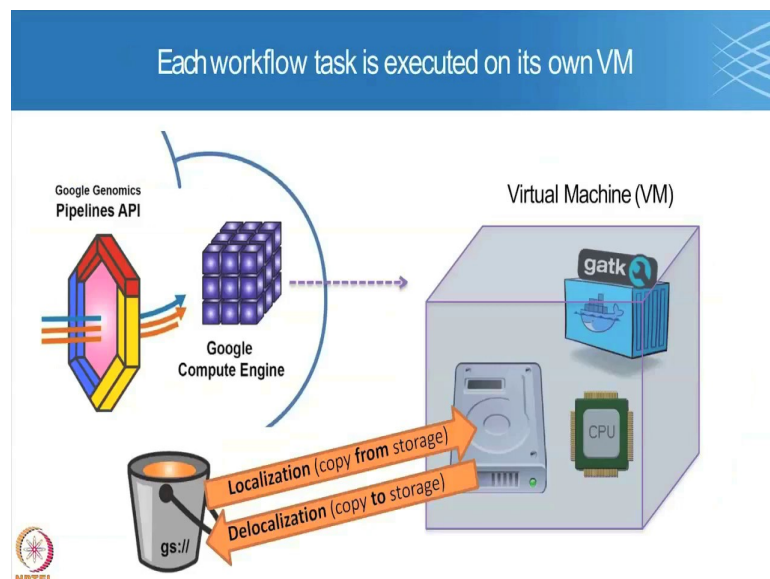 Each workflow task is executed on its own VM
Google Genomics
Pipelines API
Google
Compute Engine
Virtual Machine (VM)
gatk
CPU
Localization (copy from storage)
Delocalization (copy to storage)
gs://
NPTEL